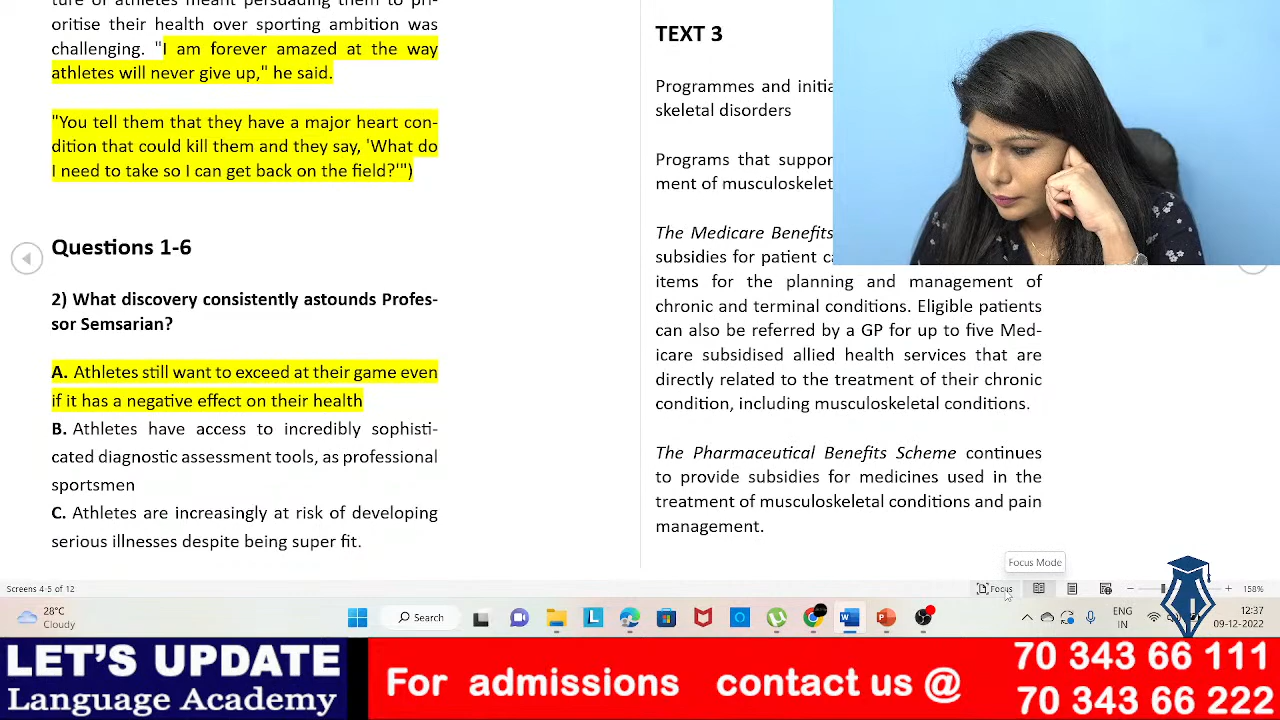 ture of athletes meant persuading them to pri-
oritise their health over sporting ambition was
challenging. "I am forever amazed at the way
athletes will never give up," he said.
"You tell them that they have a major heart con-
dition that could kill them and they say, 'What do
I need to take so I can get back on the field?'")
Questions 1-6
2) What discovery consistently astounds Profes-
sor Semsarian?
A. Athletes still want to exceed at their game even
if it has a negative effect on their health
B. Athletes have access to incredibly sophisti-
cated diagnostic assessment tools, as professional
sportsmen
C. Athletes are increasingly at risk of developing
serious illnesses despite being super fit.
TEXT 3
Programmes and initia
skeletal disorders
Programs that suppor
ment of musculoskelet
The Medicare Benefits
subsidies for patient ca
items for the planning and management of
chronic and terminal conditions. Eligible patients
can also be referred by a GP for up to five Med-
icare subsidised allied health services that are
directly related to the treatment of their chronic
condition, including musculoskeletal conditions.
The Pharmaceutical Benefits Scheme continues
to provide subsidies for medicines used in the
treatment of musculoskeletal conditions and pain
management.
Focus Mode
Screens 4-5 of 12
Focus
158%
28°C
Cloudy
Search
ENG
IN
12:37
09-12-2022
LET'S UPDATE
Language Academy
For admissions contact us @
70 343 66 111
70 343 66 222